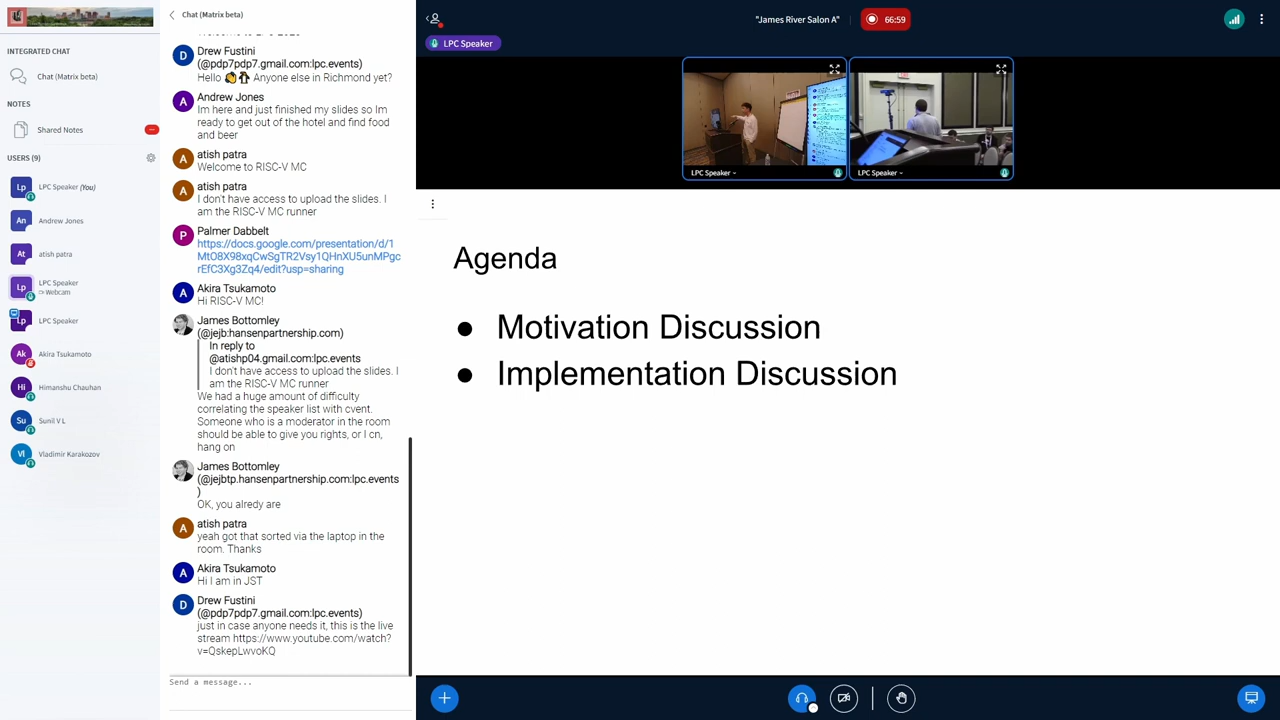 INTEGRATED CHAT
Chat (Matrix beta)
NOTES
Shared Notes
USERS (9)
Lp LPC Speaker (You)
An Andrew Jones
At atish patra
Lp LPC Speaker
Webcam
Lp LPC Speaker
Ak Akira Tsukamoto
Hi Himanshu Chauhan
Su Sunil V L
Vl Vladimir Karakozov
Chat (Matrix beta)
D Drew Fustini
(@pdp7pdp7.gmail.com:lpc.events)
Hello 👋 🐧 Anyone else in Richmond yet?
A Andrew Jones
Im here and just finished my slides so Im
ready to get out of the hotel and find food
and beer
A atish patra
Welcome to RISC-V MC
A atish patra
I don't have access to upload the slides. I
am the RISC-V MC runner
P Palmer Dabbelt
https://docs.google.com/presentation/d/1
MtO8X98xqCwSgTR2Vsy1QHnXU5unMPgc
rEfC3Xg3Zq4/edit?usp=sharing
A Akira Tsukamoto
Hi RISC-V MC!
James Bottomley
(@jejb:hansenpartnership.com)
In reply to
@atishp04.gmail.com:lpc.events
I don't have access to upload the slides. I
am the RISC-V MC runner
We had a huge amount of difficulty
correlating the speaker list with cvent.
Someone who is a moderator in the room
should be able to give you rights, or I cn,
hang on
James Bottomley
(@jejbtp.hansenpartnership.com:lpc.events
)
OK, you alredy are
A atish patra
yeah got that sorted via the laptop in the
room. Thanks
A Akira Tsukamoto
Hi I am in JST
D Drew Fustini
(@pdp7pdp7.gmail.com:lpc.events)
just in case anyone needs it, this is the live
stream https://www.youtube.com/watch?
v=QskepLwvoKQ
Send a message...
"James River Salon A"
66:59
LPC Speaker
LPC Speaker
LPC Speaker
Agenda
● Motivation Discussion
● Implementation Discussion